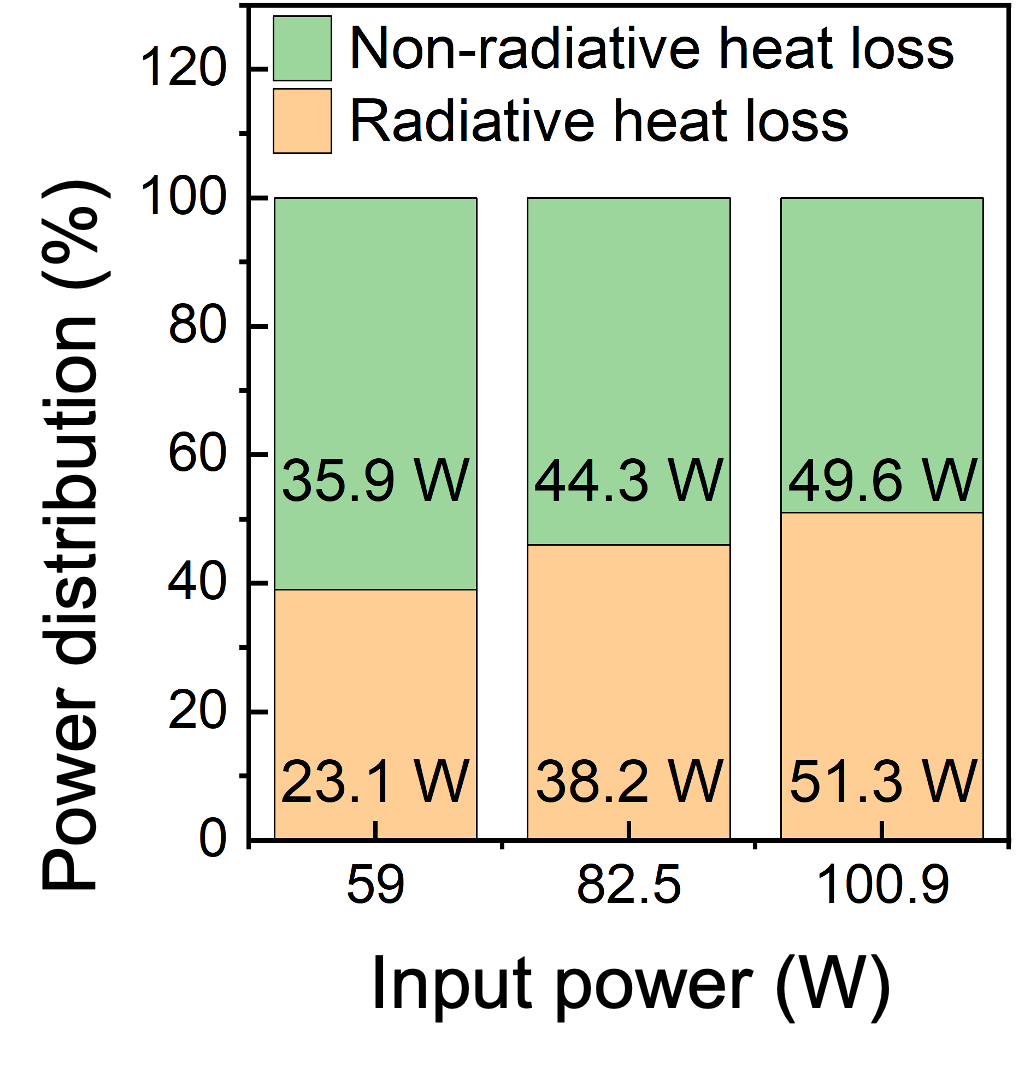 Non-radiative heat loss
Radiative heat loss
Power distribution (%)
120
100
80
60
40
20
0
35.9 W
44.3 W
49.6 W
23.1 W
38.2 W
51.3 W
59
82.5
100.9
Input power (W)